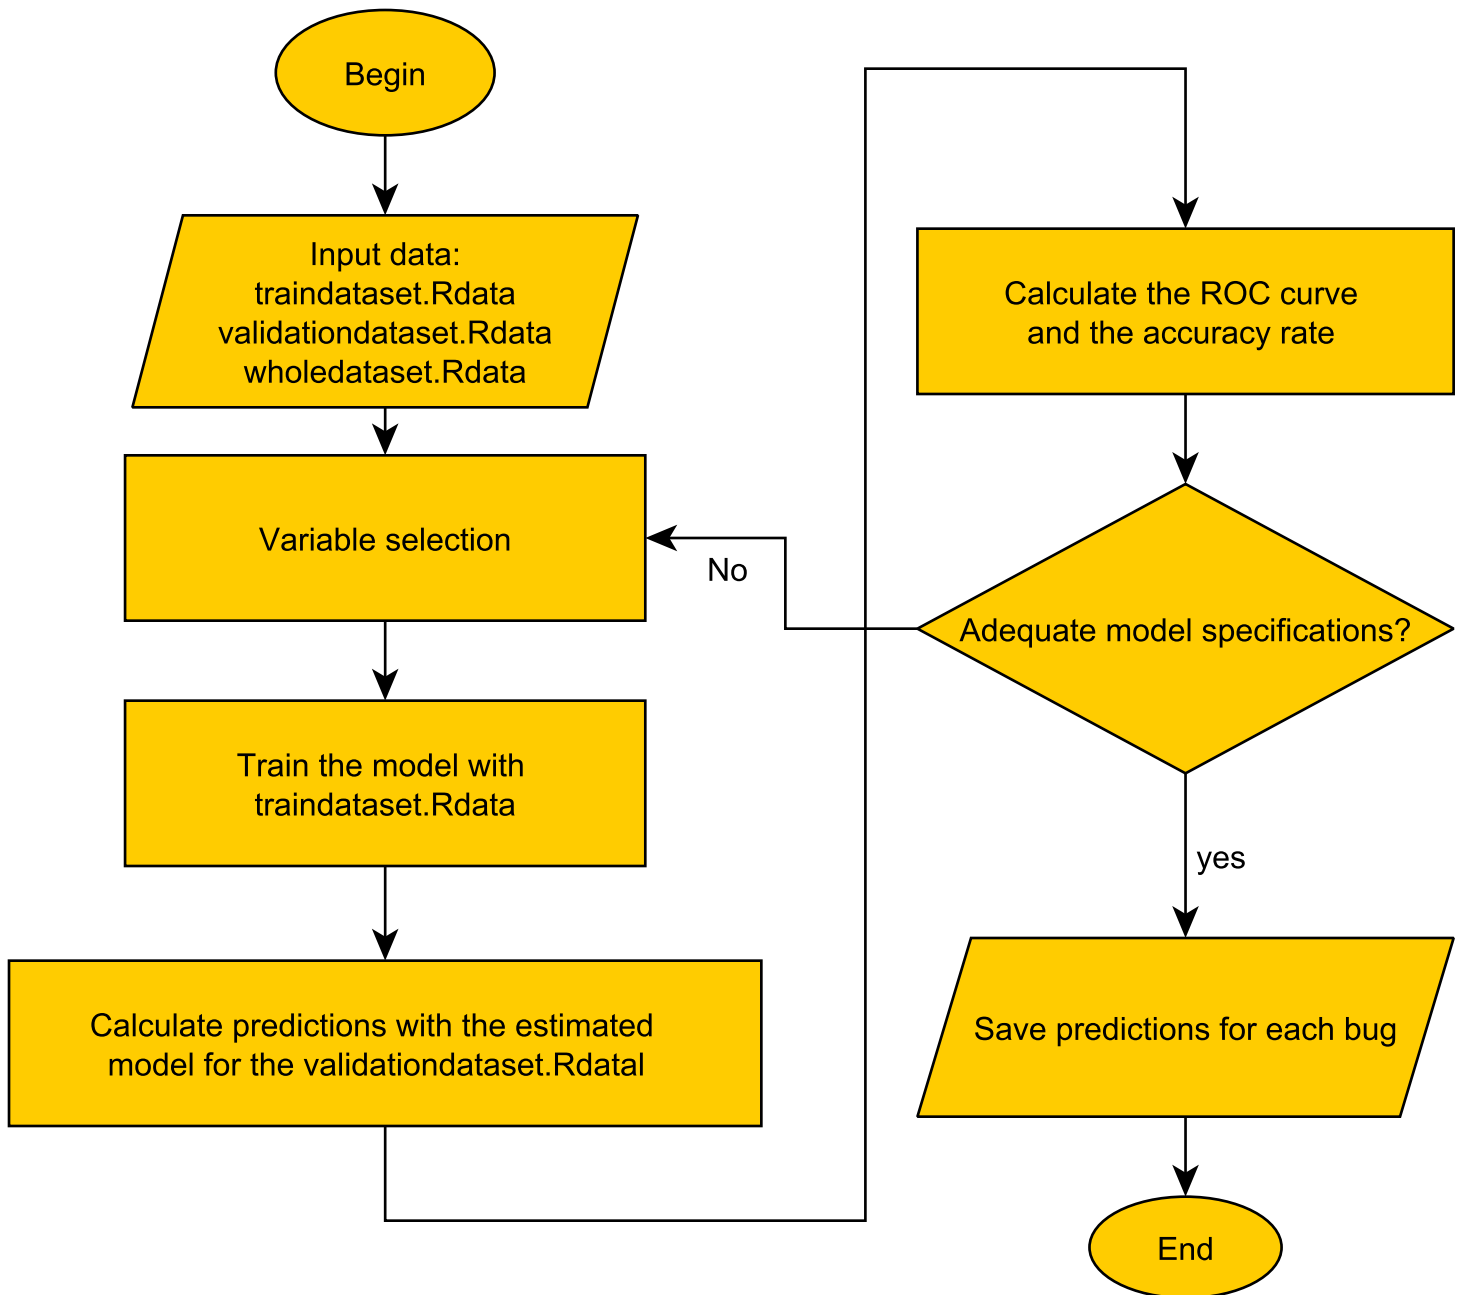 Begin
Input data:
traindataset.Rdata
validationdataset.Rdata
wholedataset.Rdata
Variable selection
Train the model with
traindataset.Rdata
Calculate predictions with the estimated
model for the validationdataset.Rdatal
Calculate the ROC curve
and the accuracy rate
Adequate model specifications?
No
yes
Save predictions for each bug
End